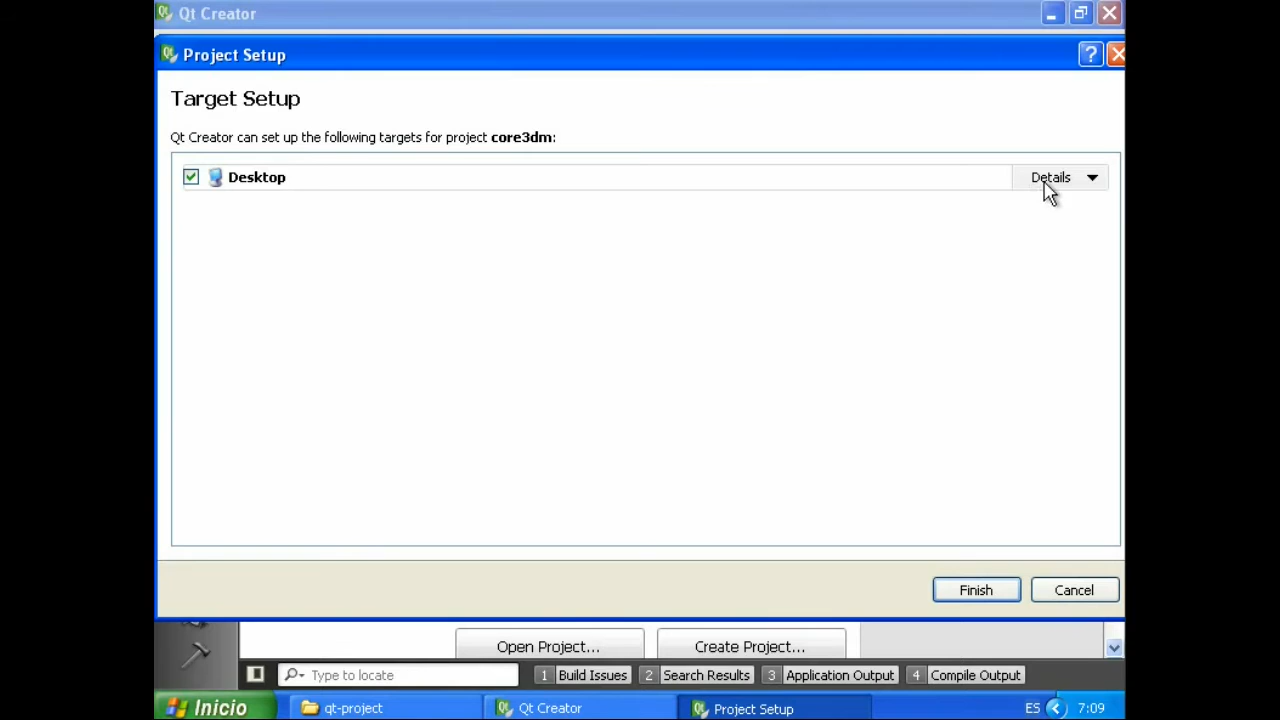 Qt Creator
Project Setup
Target Setup
Qt Creator can set up the following targets for project core3dm:
Desktop
Details
Finish
Cancel
Open Project...
Create Project...
Type to locate
1 Build Issues
2 Search Results
3 Application Output
4 Compile Output
Inicio
qt-project
Qt Creator
Project Setup
ES
7:09